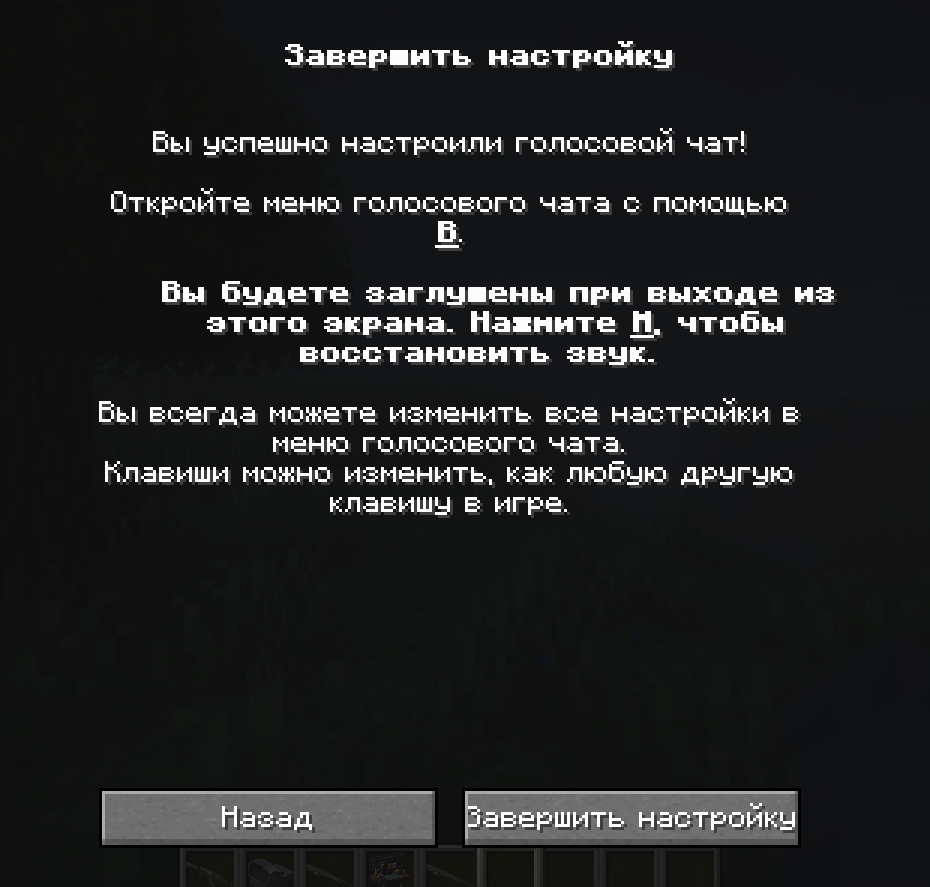 Завершить настройку
Вы успешно настроили голосовой чат!
Откройте меню голосового чата с помощью
B.
Вы будете заглушены при выходе из
этого экрана. Нажмите M, чтобы
восстановить звук.
Вы всегда можете изменить все настройки в
меню голосового чата.
Клавиши можно изменить, как любую другую
клавишу в игре.
Назад
Завершить настройку